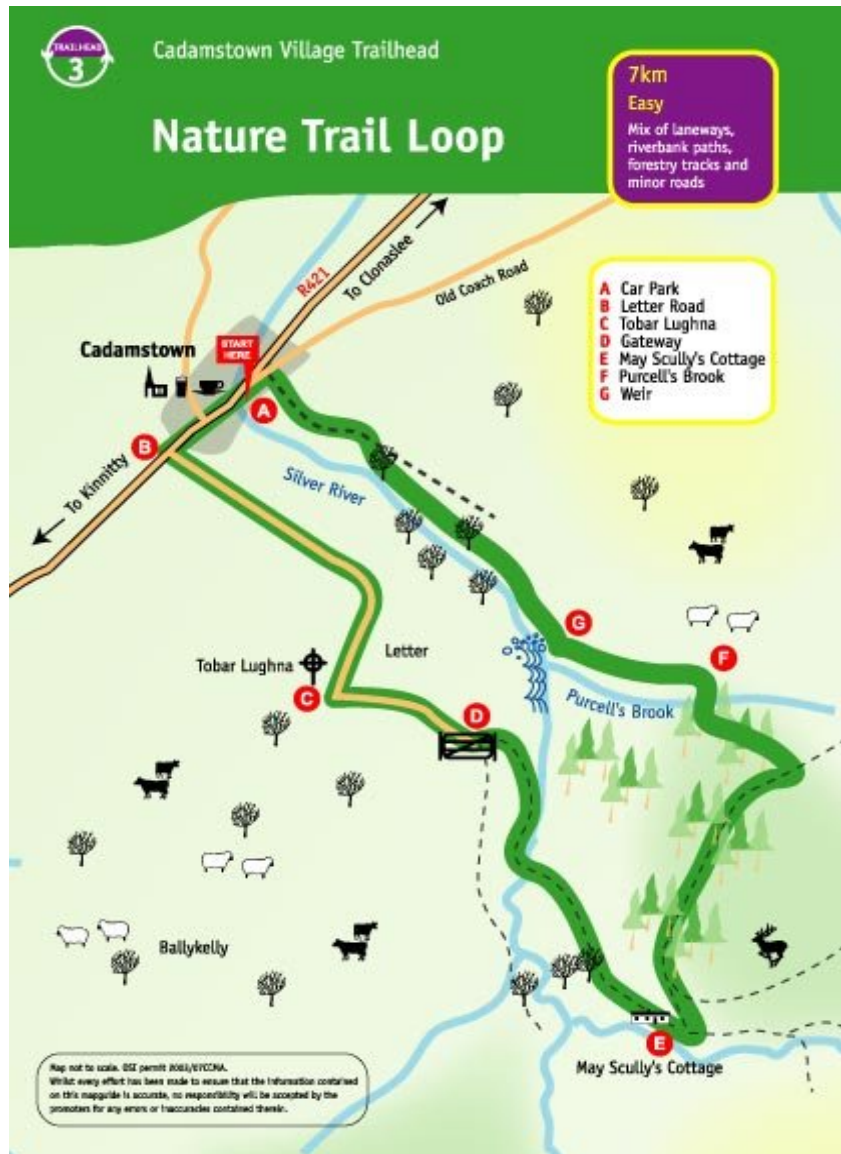 TRAILHEAD
3
Cadamstown Village Trailhead
Nature Trail Loop
7km
Easy
Mix of laneways,
riverbank paths,
forestry tracks and
minor roads
R421
To Clonaslee
Old Coach Road
A Car Park
B Letter Road
C Tobar Lughna
D Gateway
E May Scully's Cottage
F Purcell's Brook
G Weir
Cadamstown
START
HERE
A
B
To Kinnitty
Silver River
G
Letter
Tobar Lughna
C
F
D
Purcell's Brook
Ballykelly
E
May Scully's Cottage
Map not to scale. OSI permit
Whilst every effort has been made to ensure that the information contained
on this mapguide is accurate, no responsibility will be accepted by the
promoters for any errors or inaccuracies contained therein.